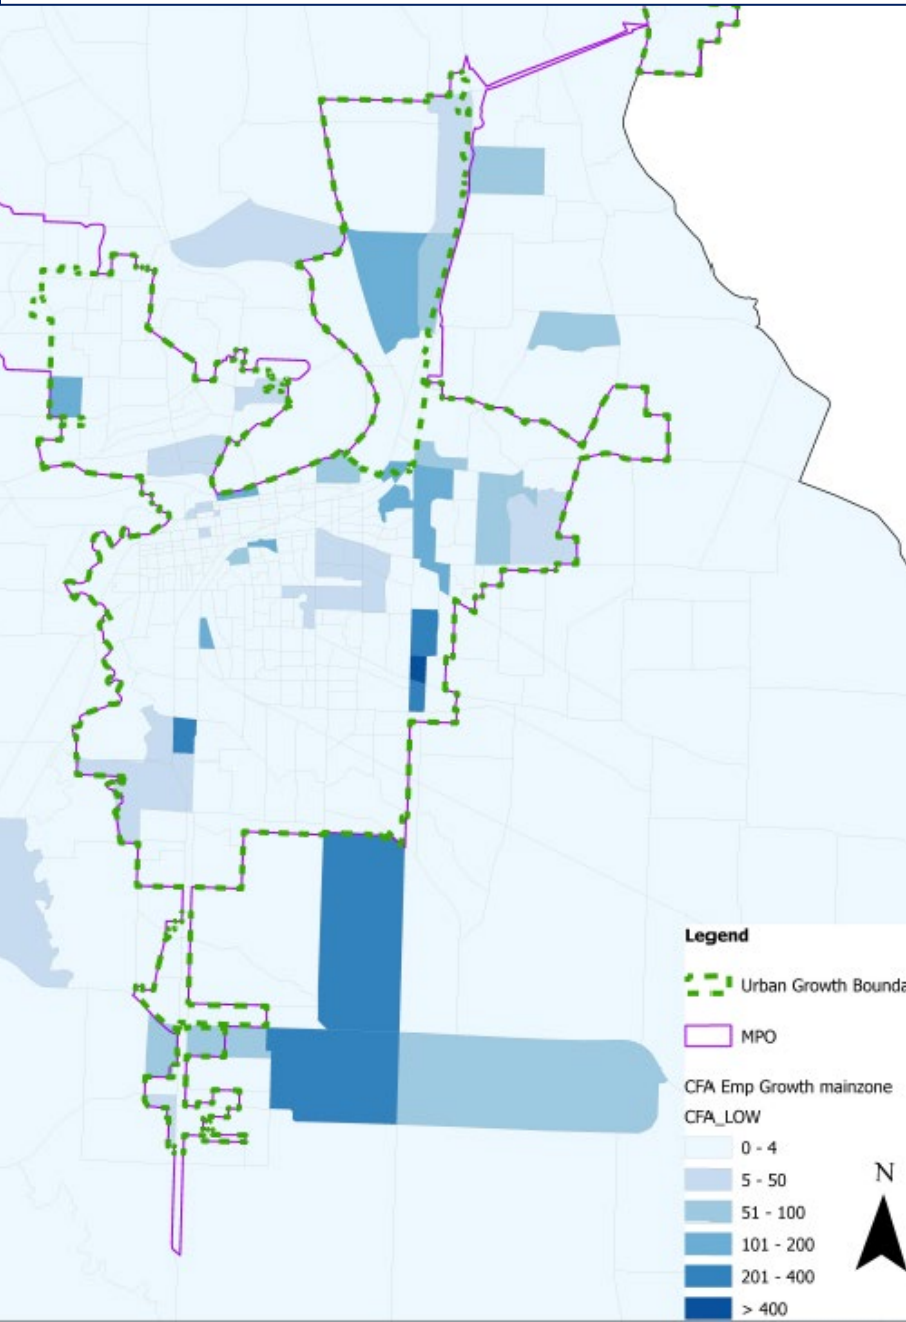 Legend
Urban Growth Bounda
MPO
CFA Emp Growth mainzone
CFA_LOW
0 - 4
5 - 50
51 - 100
101 - 200
201 - 400
> 400
N